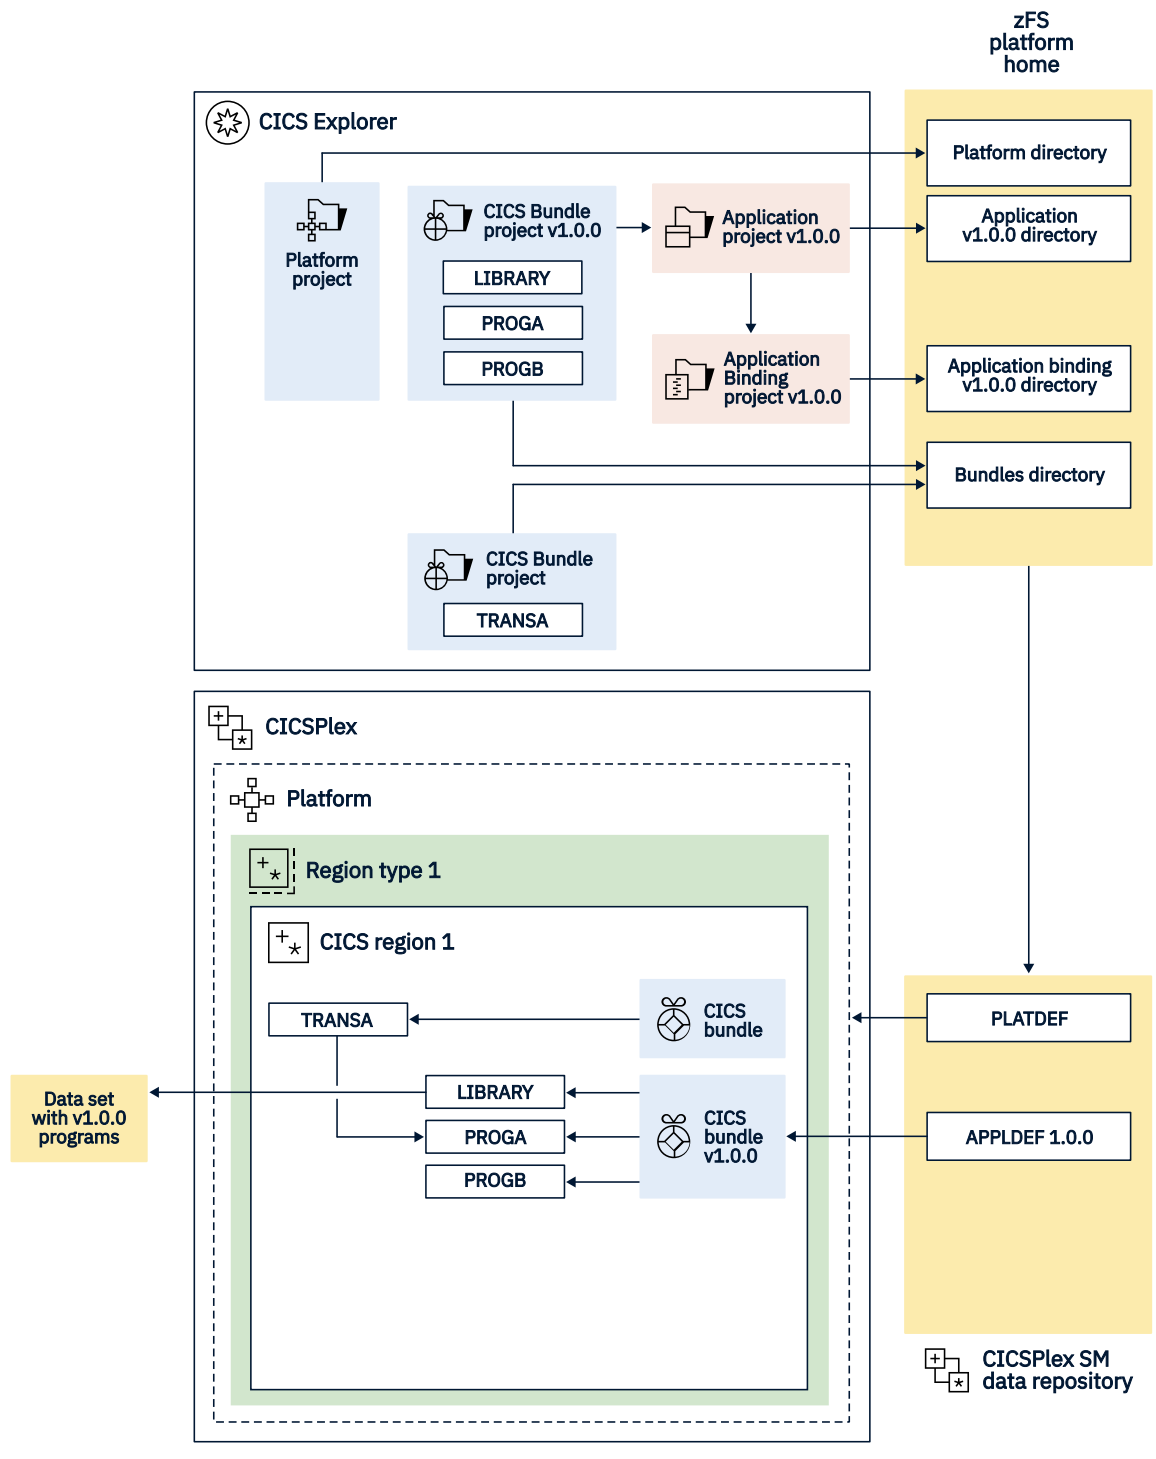 zFS
platform
home
CICS Explorer
Platform directory
Application
v1.0.0 directory
Platform
project
CICS Bundle
project v1.0.0
LIBRARY
PROGA
PROGB
Application
project v1.0.0
Application
Binding
project v1.0.0
Application binding
v1.0.0 directory
Bundles directory
CICS Bundle
project
TRANSA
CICSPlex
Platform
Region type 1
CICS region 1
TRANSA
CICS
bundle
LIBRARY
PROGA
PROGB
CICS
bundle
v1.0.0
Data set
with v1.0.0
programs
PLATDEF
APPLDEF 1.0.0
CICSPlex SM
data repository